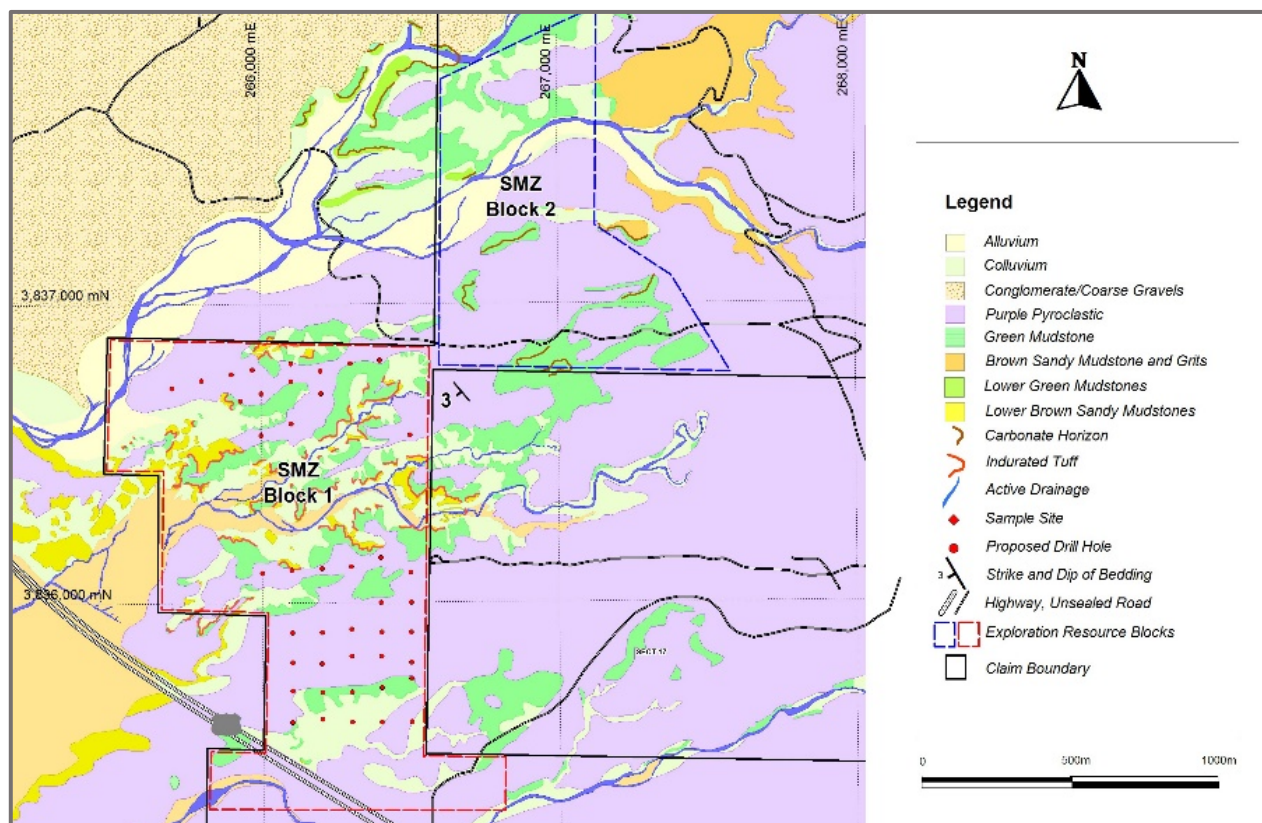 266,000 mE
267,000 mE
268,000 mE
N
SMZ
Block 2
3,837,000 mN
3
SMZ
Block 1
3,836,000 mN
SECT 17
Legend
Alluvium
Colluvium
Conglomerate/Coarse Gravels
Purple Pyroclastic
Green Mudstone
Brown Sandy Mudstone and Grits
Lower Green Mudstones
Lower Brown Sandy Mudstones
Carbonate Horizon
Indurated Tuff
Active Drainage
Sample Site
Proposed Drill Hole
3
Strike and Dip of Bedding
Highway, Unsealed Road
Exploration Resource Blocks
Claim Boundary
0
500m
1000m